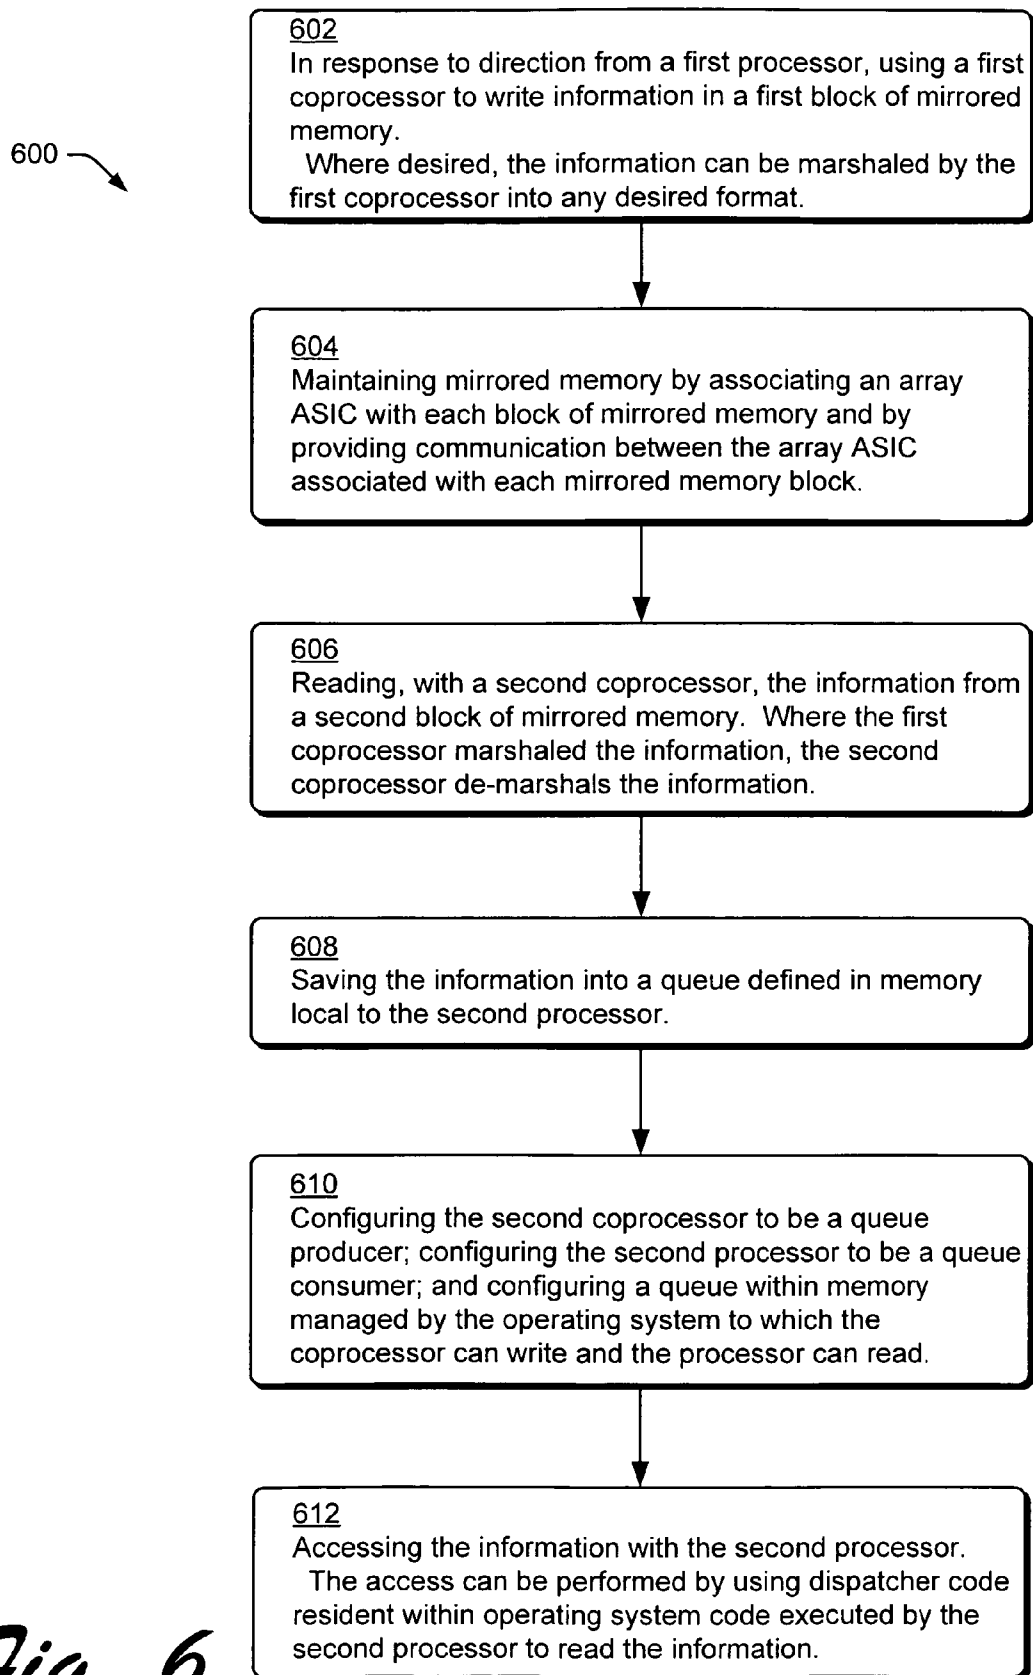 600
602
In response to direction from a first processor, using a first
coprocessor to write information in a first block of mirrored
memory.
Where desired, the information can be marshaled by the
first coprocessor into any desired format.
604
Maintaining mirrored memory by associating an array
ASIC with each block of mirrored memory and by
providing communication between the array ASIC
associated with each mirrored memory block.
606
Reading, with a second coprocessor, the information from
a second block of mirrored memory.  Where the first
coprocessor marshaled the information, the second
coprocessor de-marshals the information.
608
Saving the information into a queue defined in memory
local to the second processor.
610
Configuring the second coprocessor to be a queue
producer; configuring the second processor to be a queue
consumer; and configuring a queue within memory
managed by the operating system to which the
coprocessor can write and the processor can read.
612
Accessing the information with the second processor.
The access can be performed by using dispatcher code
resident within operating system code executed by the
second processor to read the information.
Fig. 6